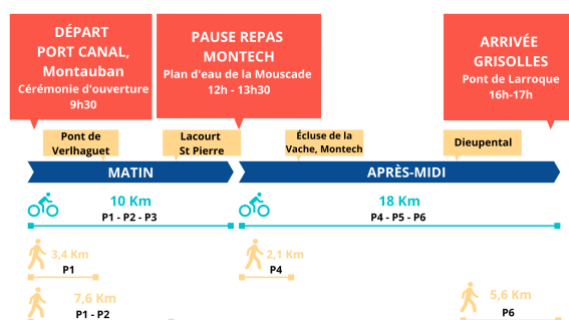 DÉPART
PORT CANAL,
Montauban
Cérémonie d'ouverture
9h30
PAUSE REPAS
MONTECH
Plan d'eau de la Mouscade
12h - 13h30
ARRIVÉE
GRISOLLES
Pont de Larroque
16h-17h
Pont de
Verlhaguet
Lacourt
St Pierre
Écluse de la
Vache, Montech
Dieupental
MATIN
APRÈS-MIDI
10 Km
P1 - P2 - P3
18 Km
P4 - P5 - P6
3,4 Km
P1
2,1 Km
P4
7,6 Km
P1 - P2
5,6 Km
P6